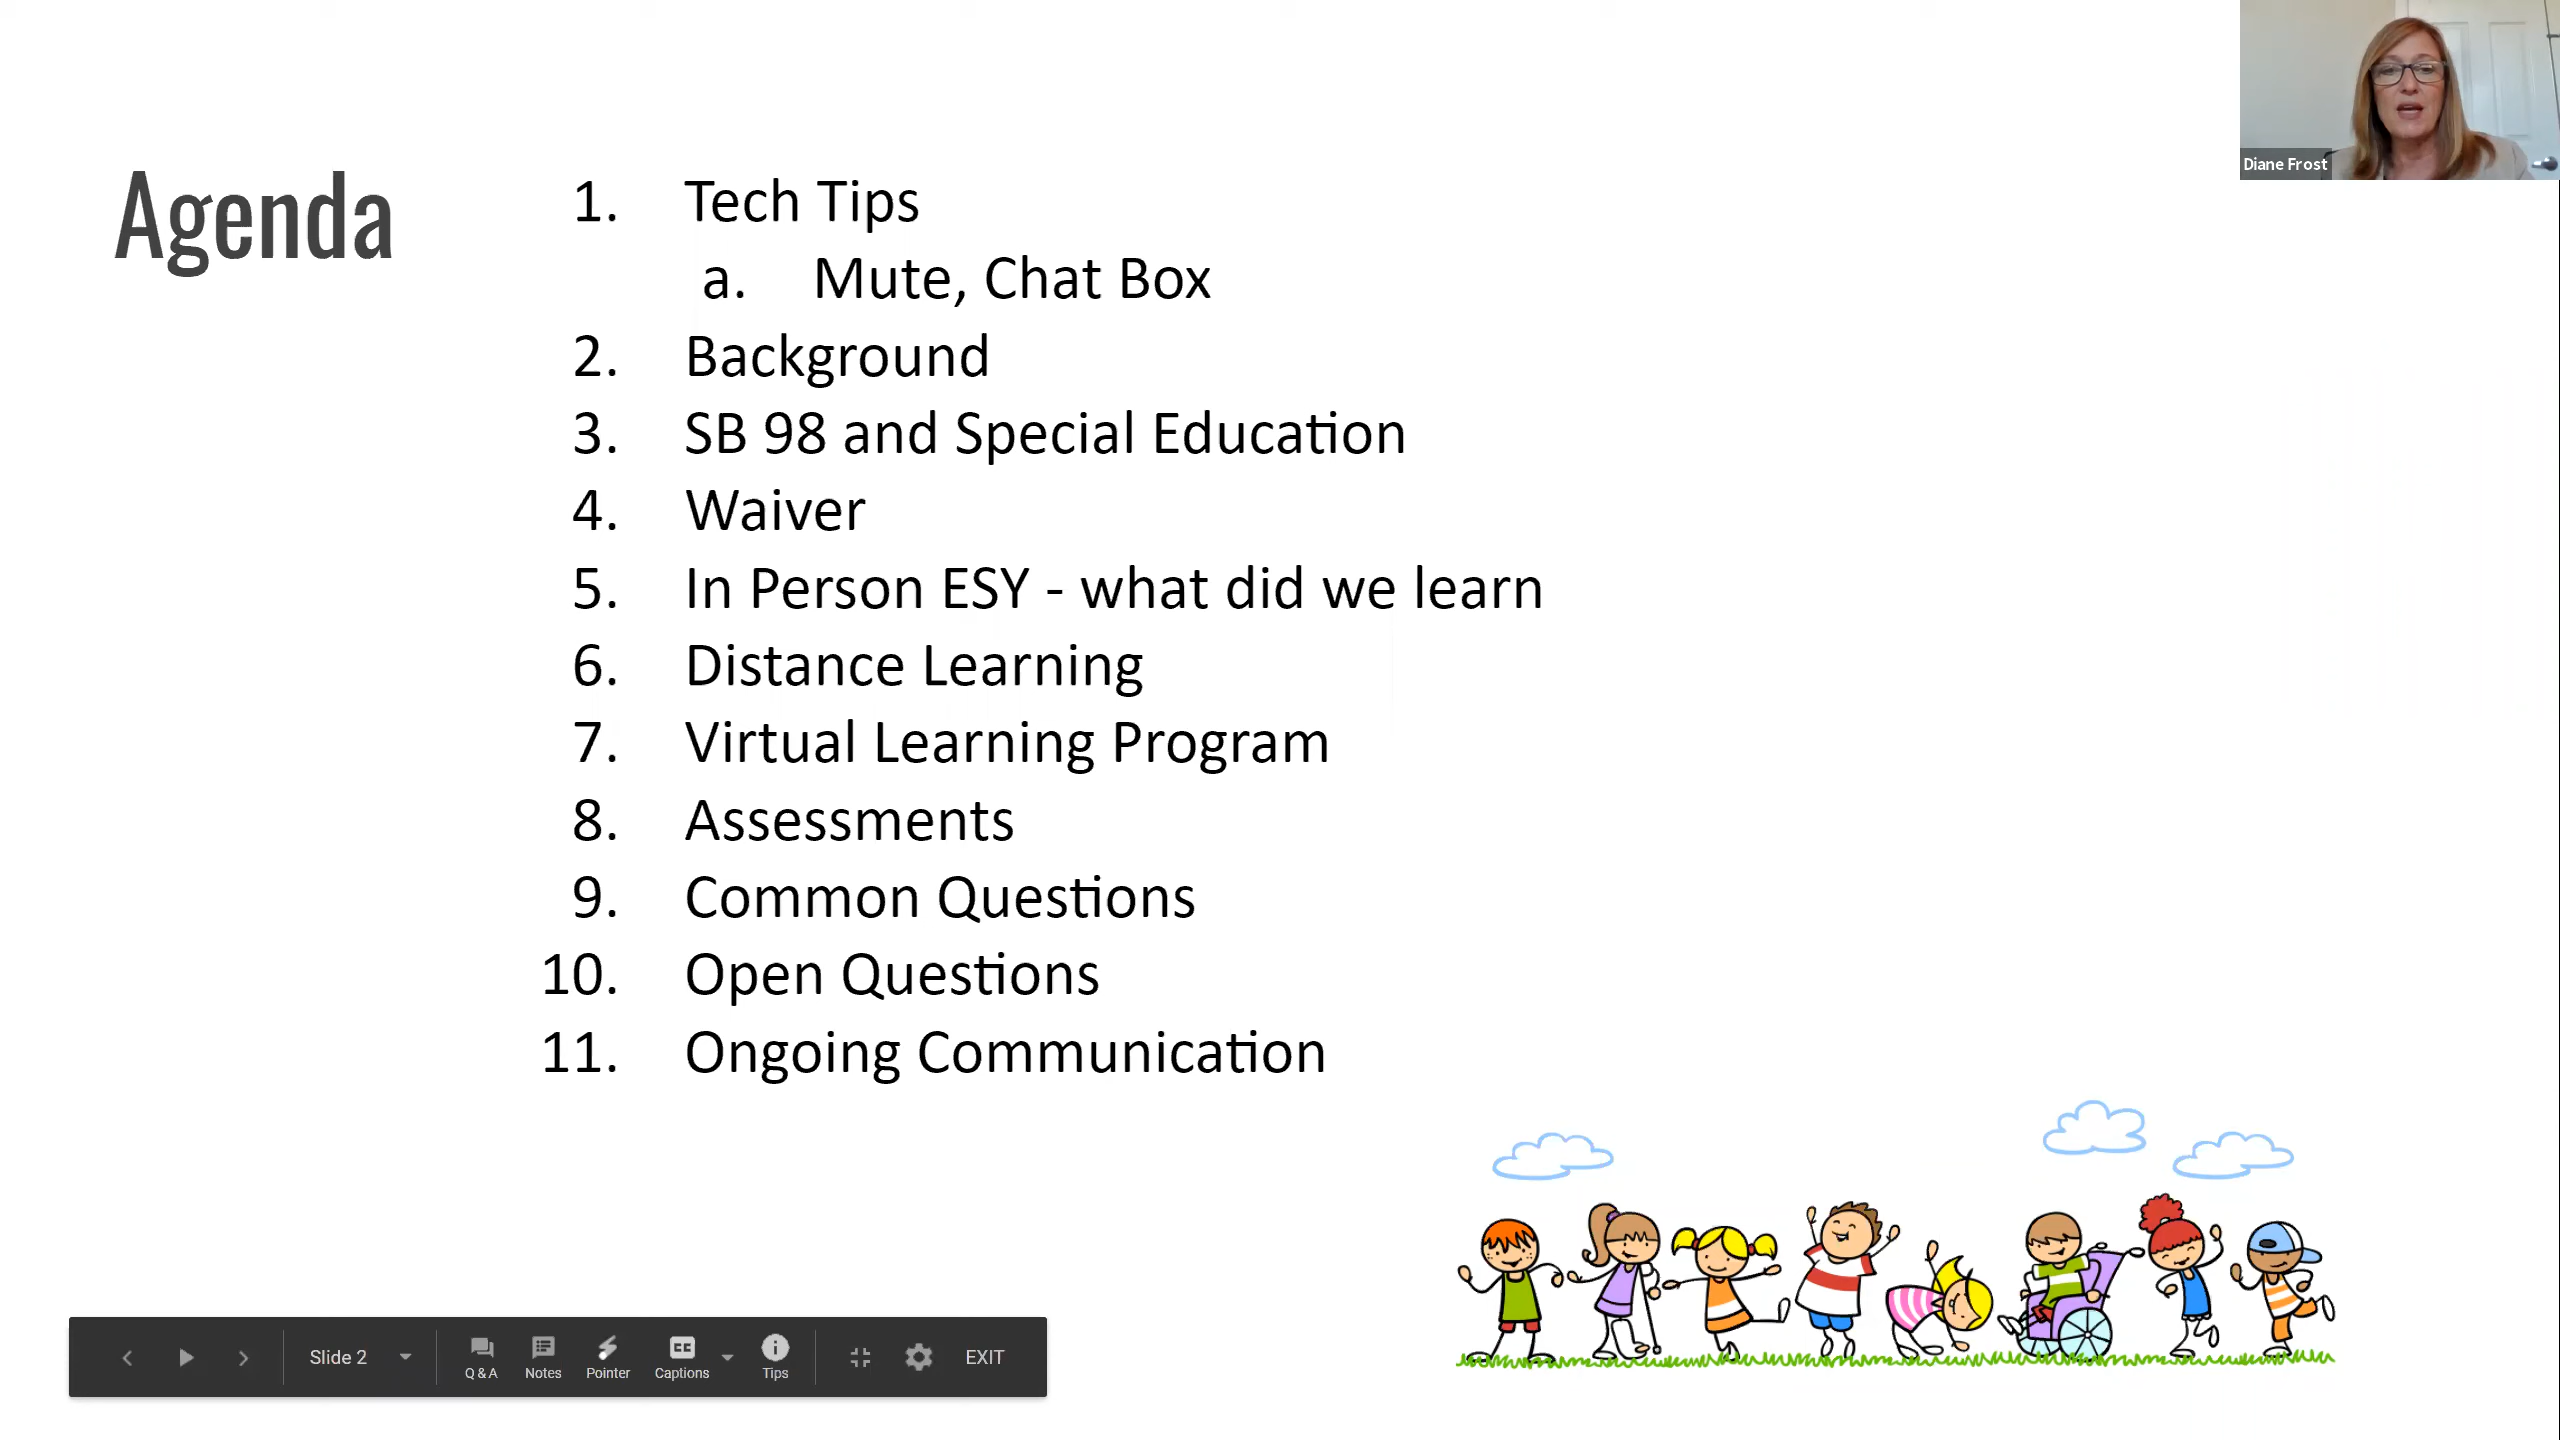 Diane Frost
Agenda
1. Tech Tips
a. Mute, Chat Box
2. Background
3. SB 98 and Special Education
4. Waiver
5. In Person ESY - what did we learn
6. Distance Learning
7. Virtual Learning Program
8. Assessments
9. Common Questions
10. Open Questions
11. Ongoing Communication
Slide 2
Q & A
Notes
Pointer
CC
Captions
Tips
EXIT